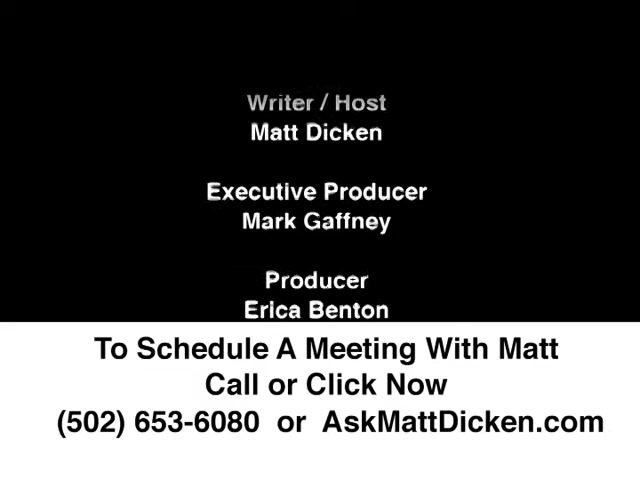 Writer / Host
Matt Dicken
Executive Producer
Mark Gaffney
Producer
Erica Benton
To Schedule A Meeting With Matt
Call or Click Now
(502) 653-6080 or AskMattDicken.com